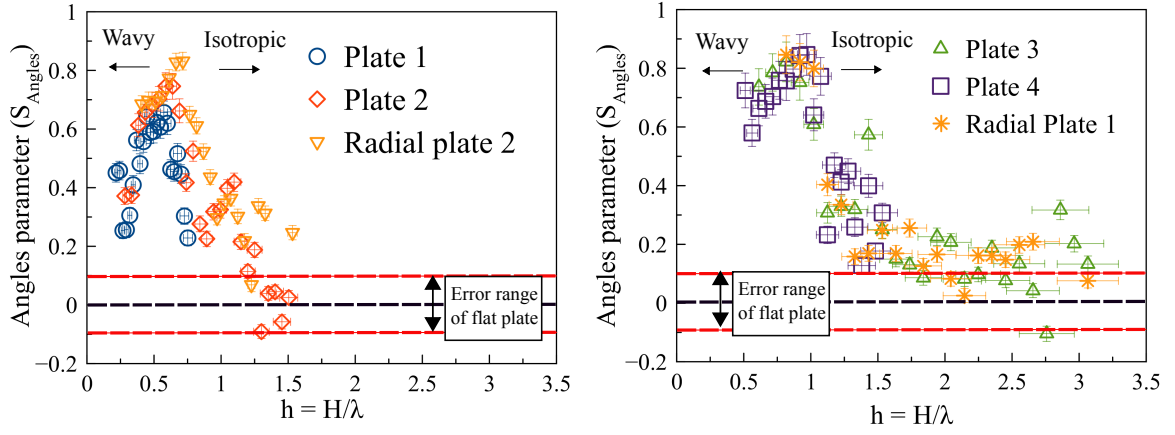 Angles parameter (S_Angles)
1
0.8
0.6
0.4
0.2
0
−0.2
Wavy
Isotropic
Plate 1
Plate 2
Radial plate 2
Error range
of flat plate
0 0.5 1 1.5 2 2.5 3 3.5
h = H/λ
Angles parameter (S_Angles)
1
0.8
0.6
0.4
0.2
0
−0.2
Wavy
Isotropic
Plate 3
Plate 4
Radial Plate 1
Error range
of flat plate
0 0.5 1 1.5 2 2.5 3 3.5
h = H/λ